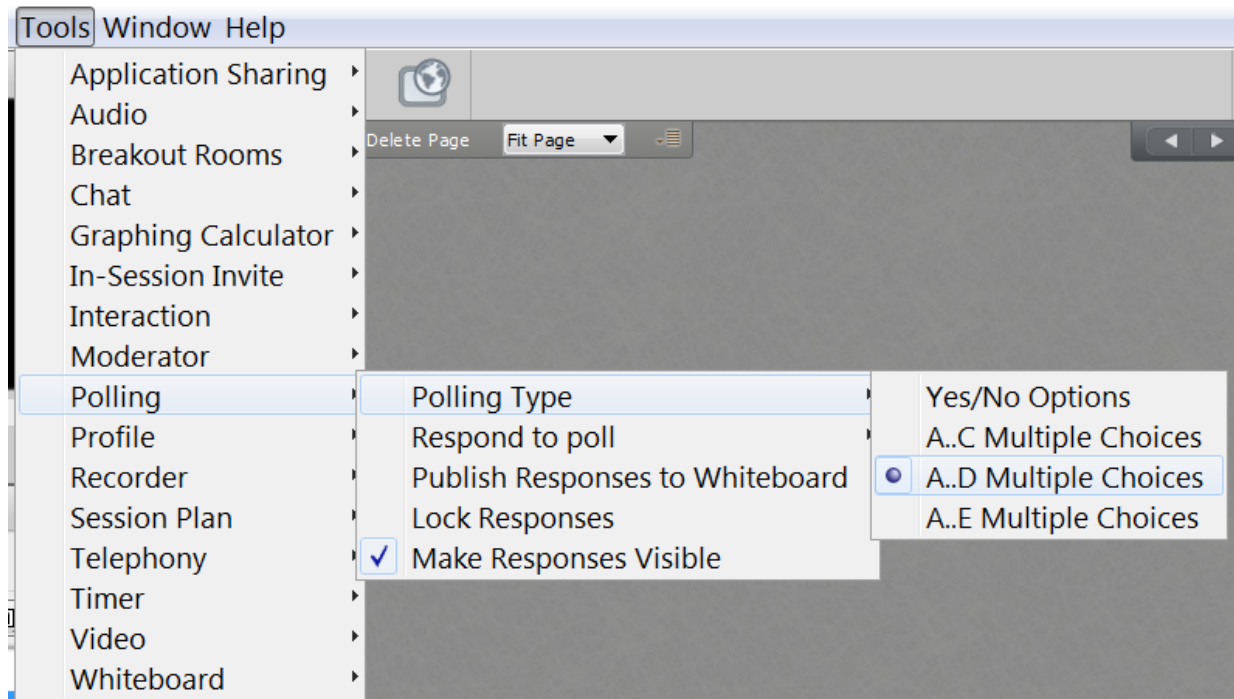 Tools Window Help
Application Sharing
Audio
Delete Page Fit Page
Breakout Rooms
Chat
Graphing Calculator
In-Session Invite
Interaction
Moderator
Polling
Profile
Recorder
Session Plan
Telephony
Timer
Video
Whiteboard
Polling Type
Respond to poll
Publish Responses to Whiteboard
Lock Responses
Make Responses Visible
Yes/No Options
A..C Multiple Choices
A..D Multiple Choices
A..E Multiple Choices